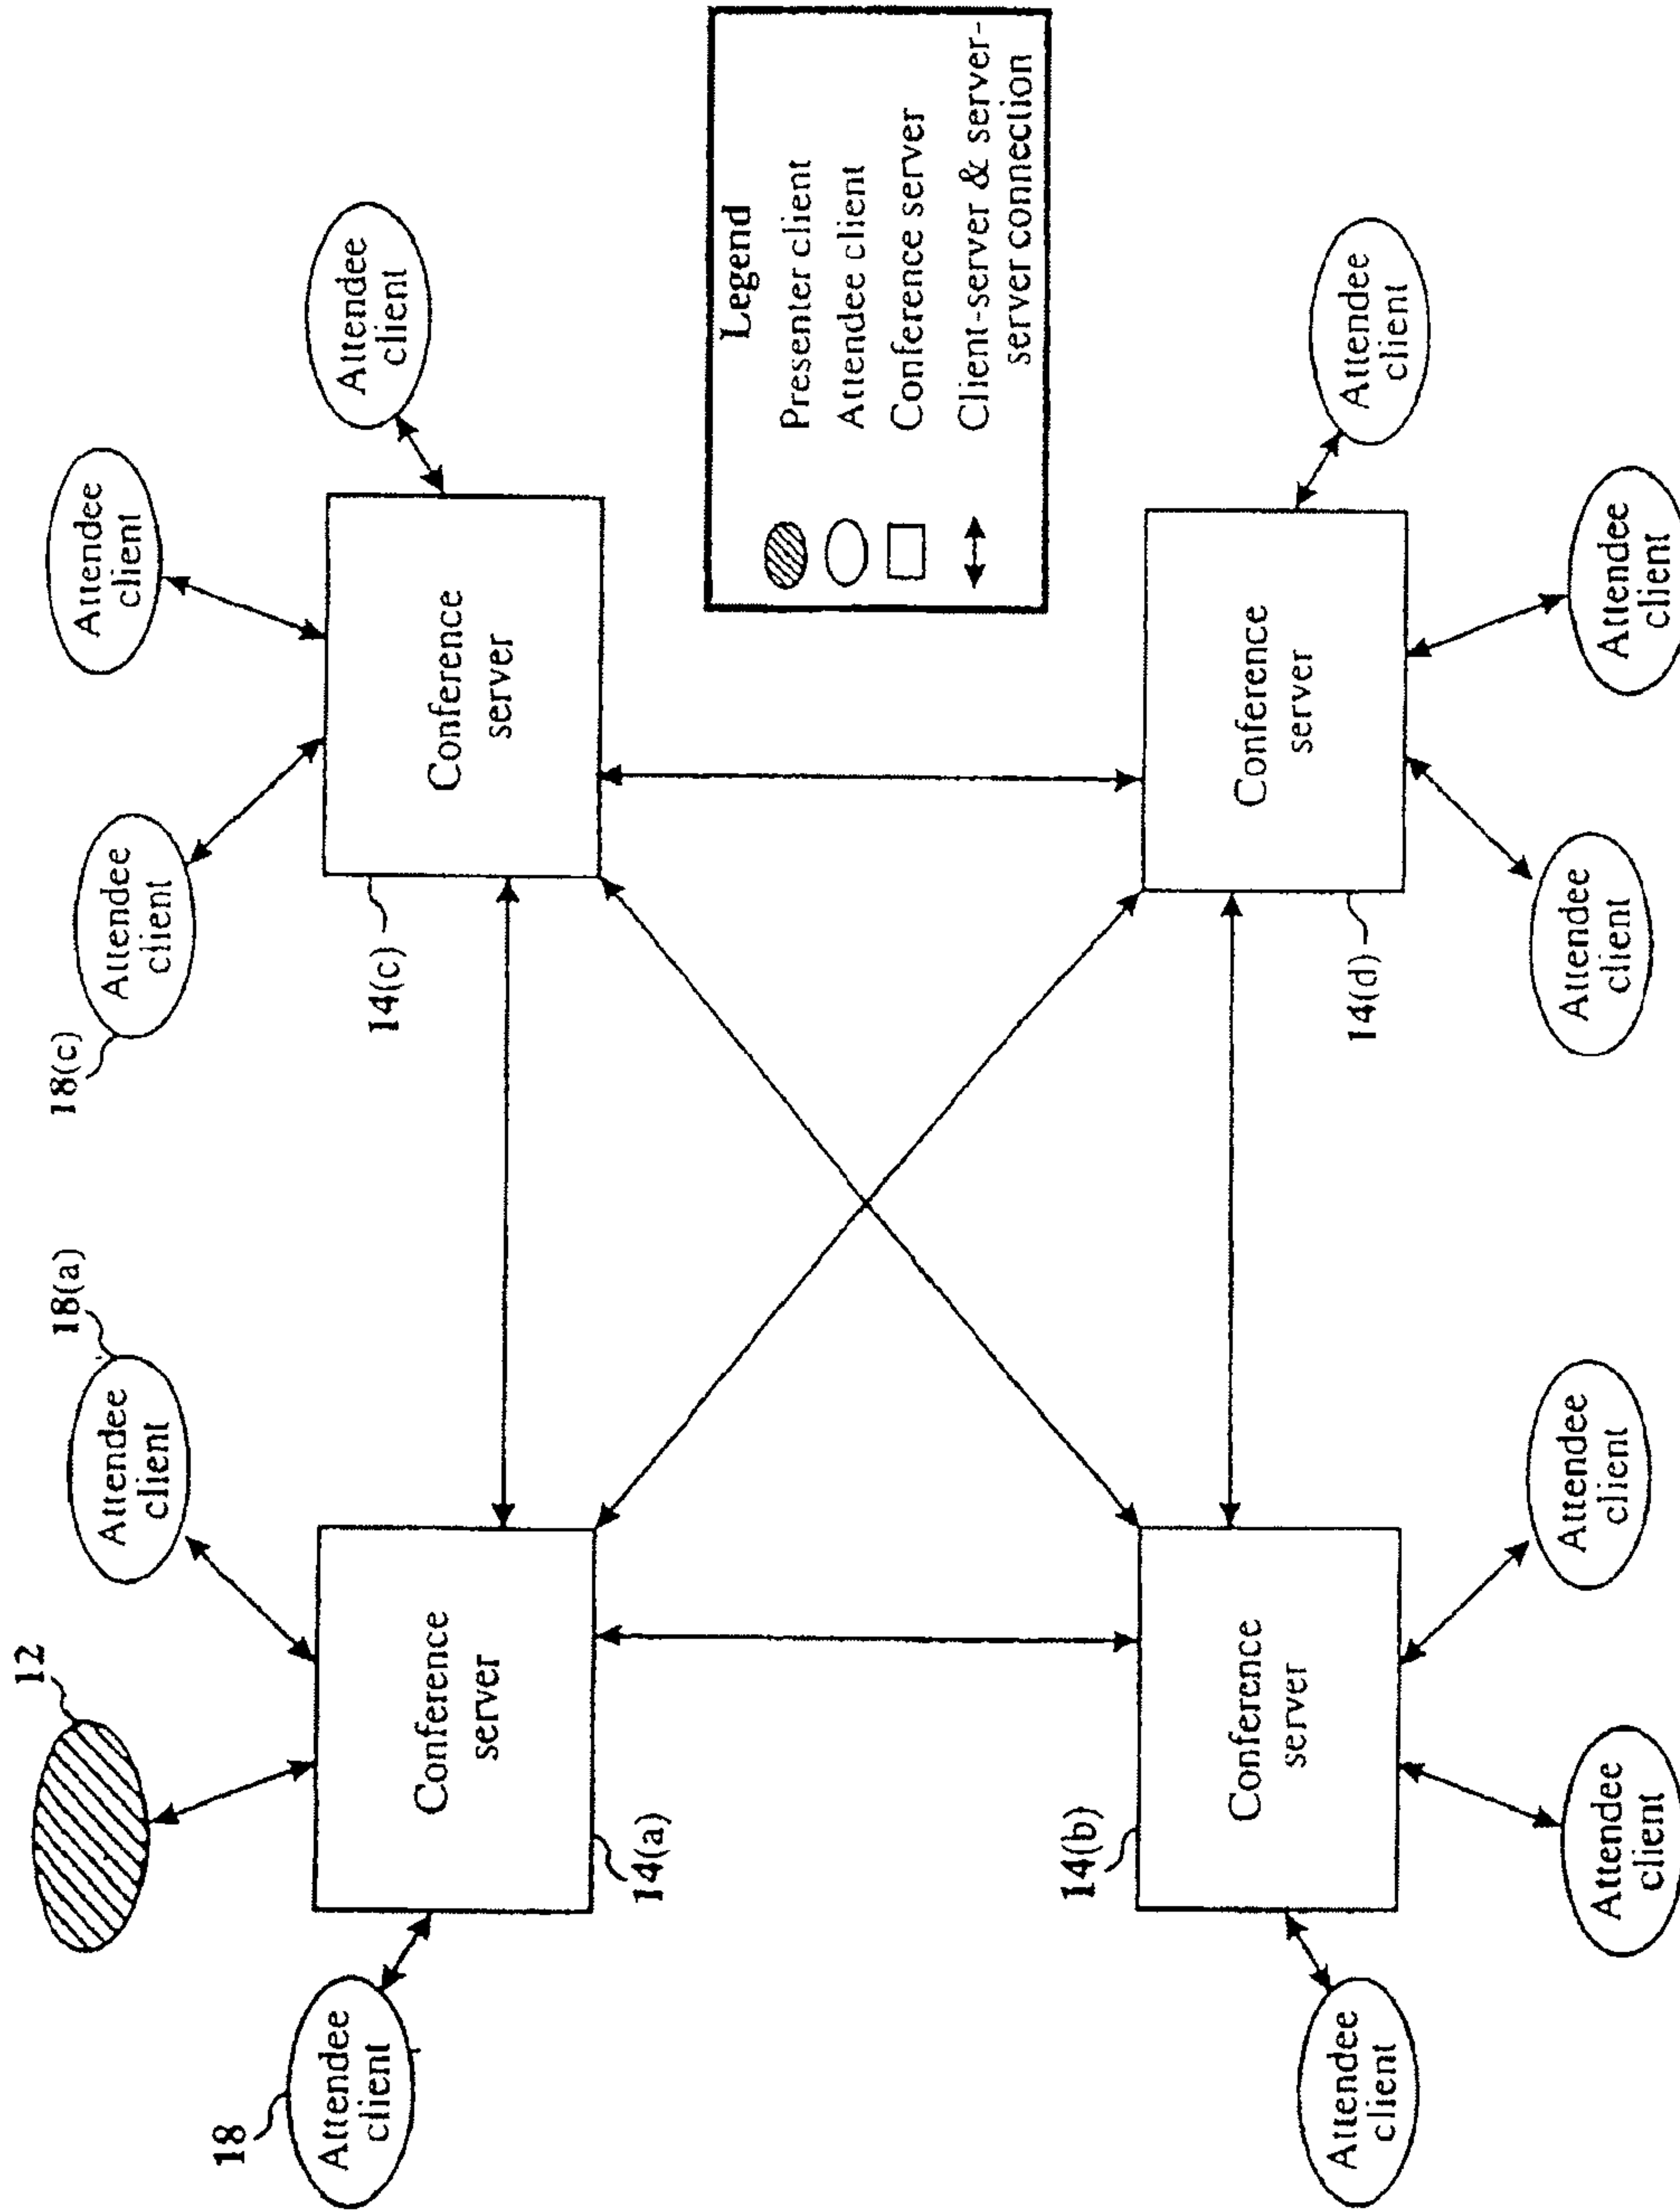 12
18(a)
18(c)
Attendee
client
Attendee
client
Attendee
client
18
Attendee
client
Conference
server
14(a)
14(c)
Conference
server
Attendee
client
Legend
Presenter client
Attendee client
Conference server
Client-server & server-
server connection
14(b)
Conference
server
Attendee
client
14(d)
Conference
server
Attendee
client
Attendee
client
Attendee
client
Attendee
client
Attendee
client